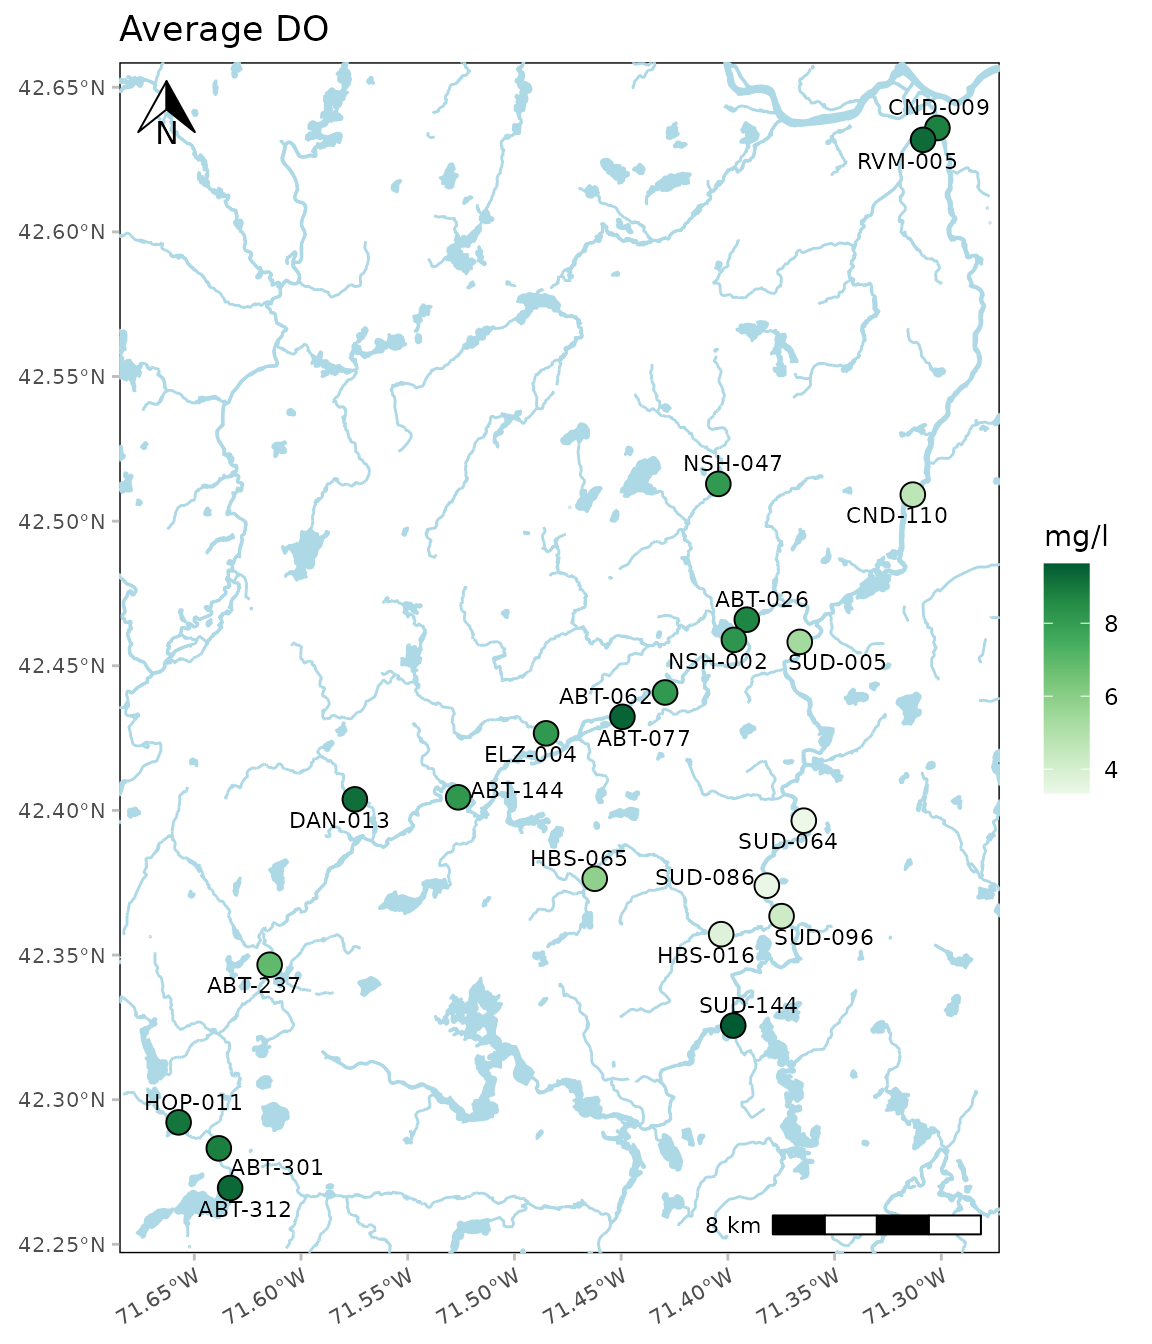 Average DO
42.65°N
42.60°N
42.55°N
42.50°N
42.45°N
42.40°N
42.35°N
42.30°N
42.25°N
N
CND-009
RVM-005
NSH-047
CND-110
ABT-026
NSH-002
SUD-005
ABT-062
ABT-077
ELZ-004
ABT-144
DAN-013
SUD-064
HBS-065
SUD-086
SUD-096
HBS-016
ABT-237
SUD-144
HOP-011
ABT-301
ABT-312
8 km
71.65°W
71.60°W
71.55°W
71.50°W
71.45°W
71.40°W
71.35°W
71.30°W
mg/l
8
6
4